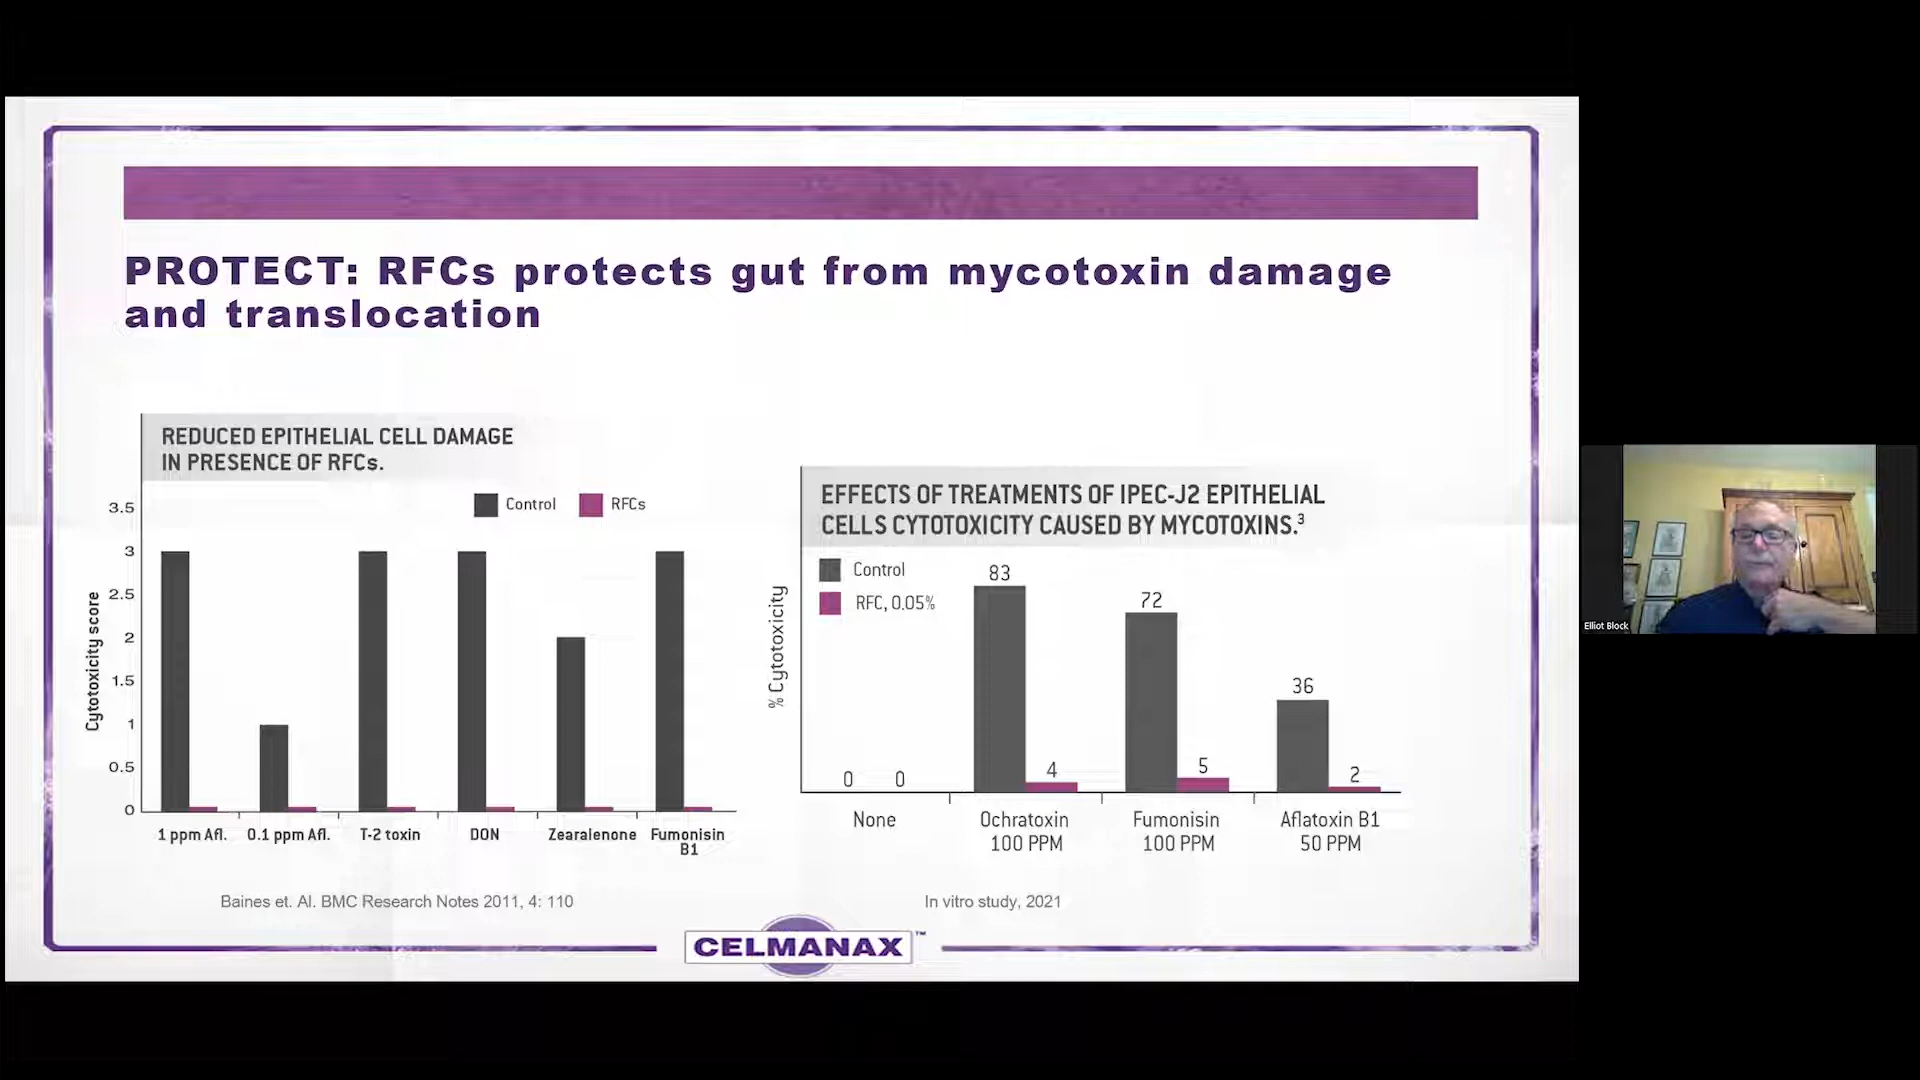 PROTECT: RFCs protects gut from mycotoxin damage
and translocation
REDUCED EPITHELIAL CELL DAMAGE
IN PRESENCE OF RFCs.
Control
RFCs
Cytotoxicity score
3.5
3
2.5
2
1.5
1
0.5
0
1 ppm Afl.
0.1 ppm Afl.
T-2 toxin
DON
Zearalenone
Fumonisin
B1
Baines et. Al. BMC Research Notes 2011, 4: 110
EFFECTS OF TREATMENTS OF IPEC-J2 EPITHELIAL
CELLS CYTOTOXICITY CAUSED BY MYCOTOXINS.³
Control
RFC, 0.05%
% Cytotoxicity
0
0
83
4
72
5
36
2
None
Ochratoxin
100 PPM
Fumonisin
100 PPM
Aflatoxin B1
50 PPM
In vitro study, 2021
CELMANAX™
Elliot Block